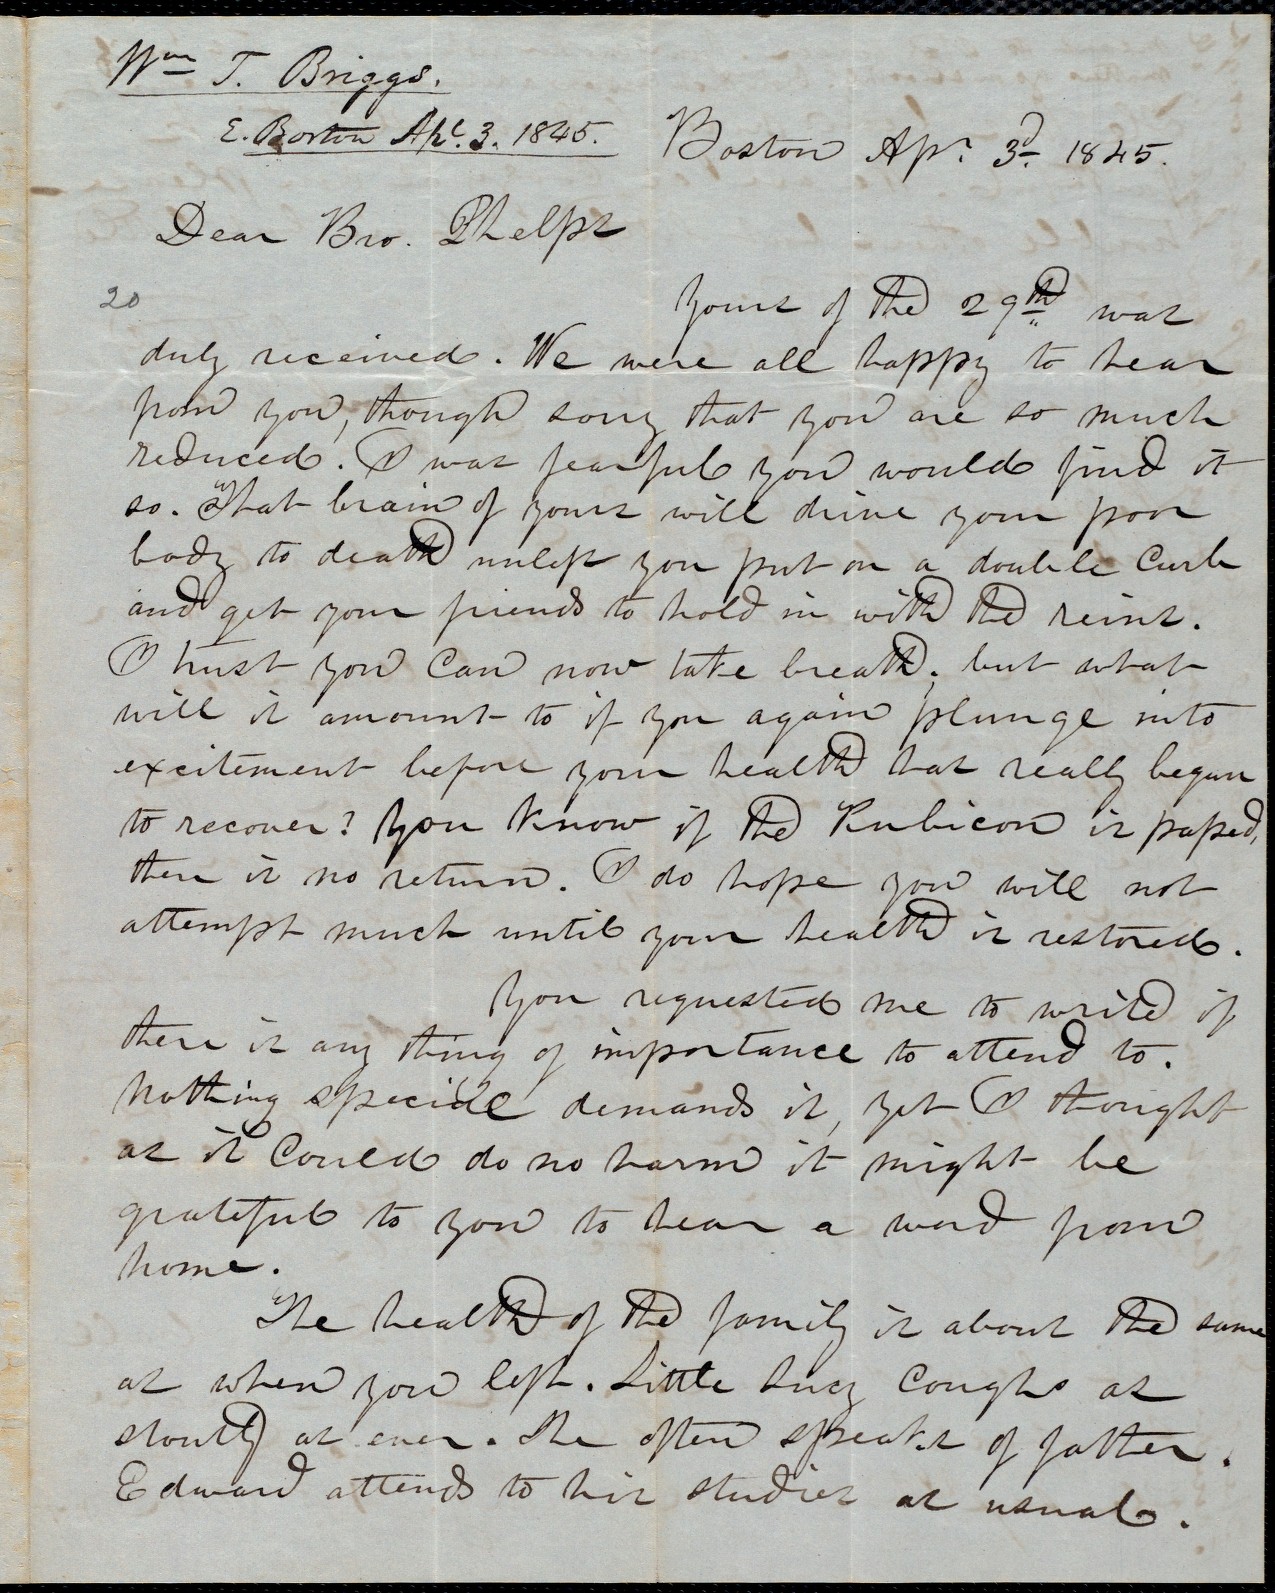 Wm T. Briggs.
E. Boston Apl. 3. 1845.
Boston Apr. 3d. 1845.
Dear Bro. Phelps
20
Yours of the 29th was
duly received. We were all happy to hear
from you, though sorry that you are so much
reduced. I was fearful you would find it
so. That brain of yours will drive your poor
body to death unless you put on a double Curb
and get your friends to hold in with the reins.
I trust you can now take breath; but what
will it amount to if you again plunge into
excitement before your health has really begun
to recover? You know if the Rubicon is passed,
there is no return. I do hope you will not
attempt much until your health is restored.
You requested me to write if
there is any thing of importance to attend to.
Nothing special demands it, yet I thought
as it could do no harm it might be
grateful to you to hear a word from
home.
The health of the family is about the same
as when you left. Little Lucy Coughs as
stoutly as ever. She often speaks of father.
Edward attends to his studies as usual.